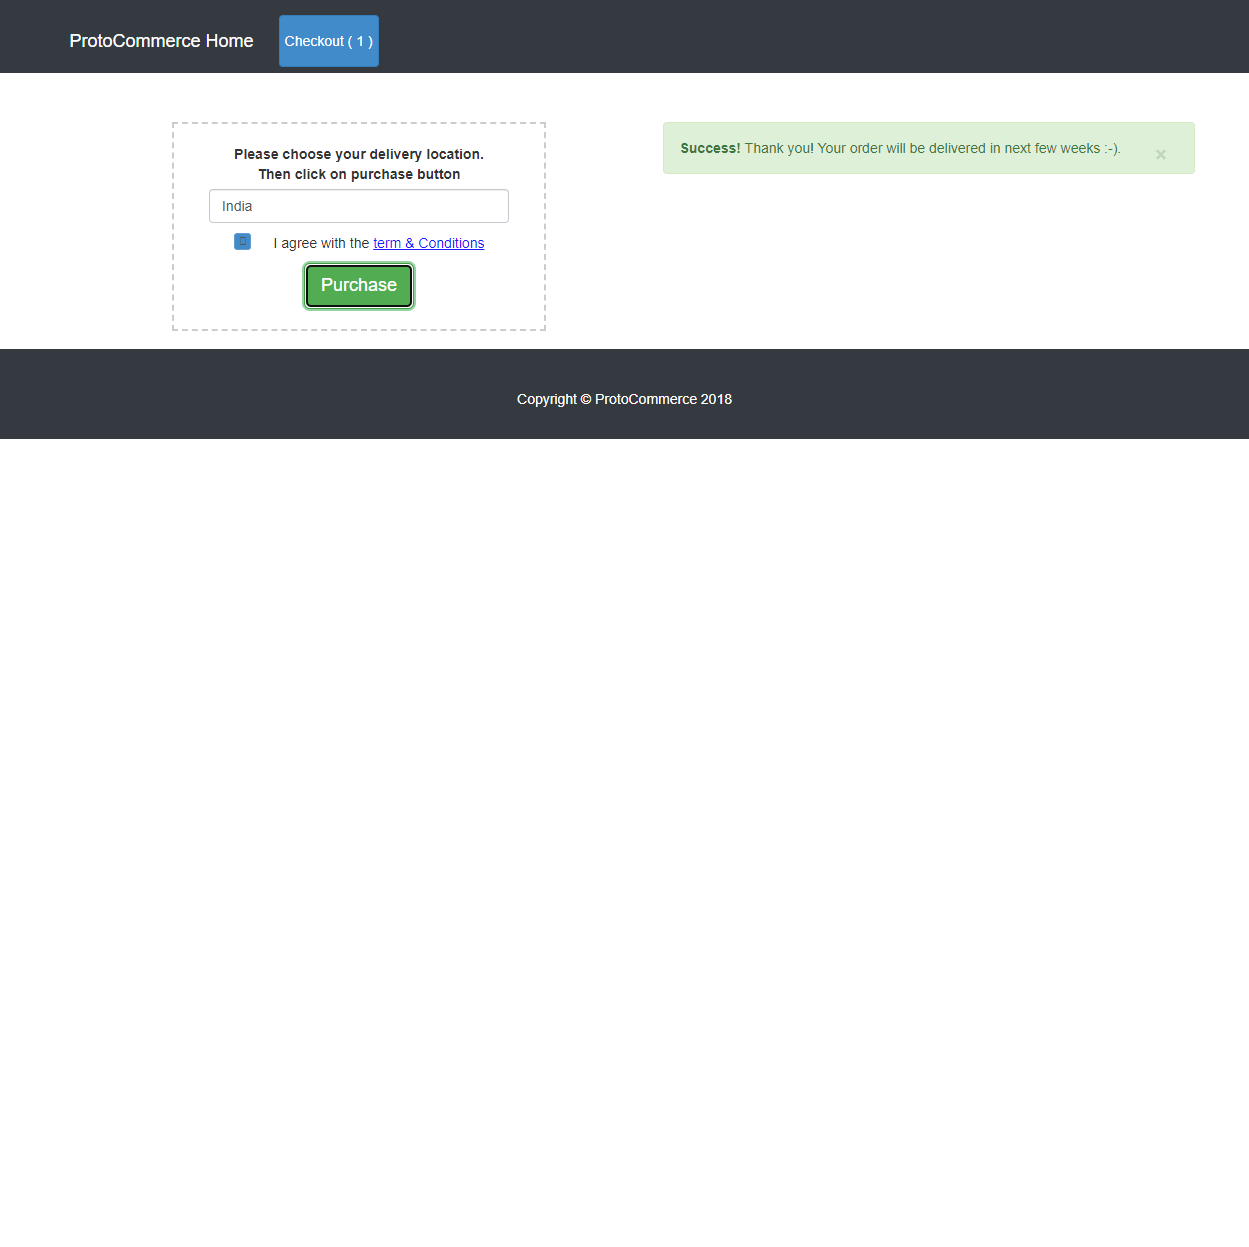 ProtoCommerce Home
Checkout ( 1 )
Please choose your delivery location.
Then click on purchase button
India
I agree with the term & Conditions
Purchase
Success! Thank you! Your order will be delivered in next few weeks :-).
×
Copyright © ProtoCommerce 2018